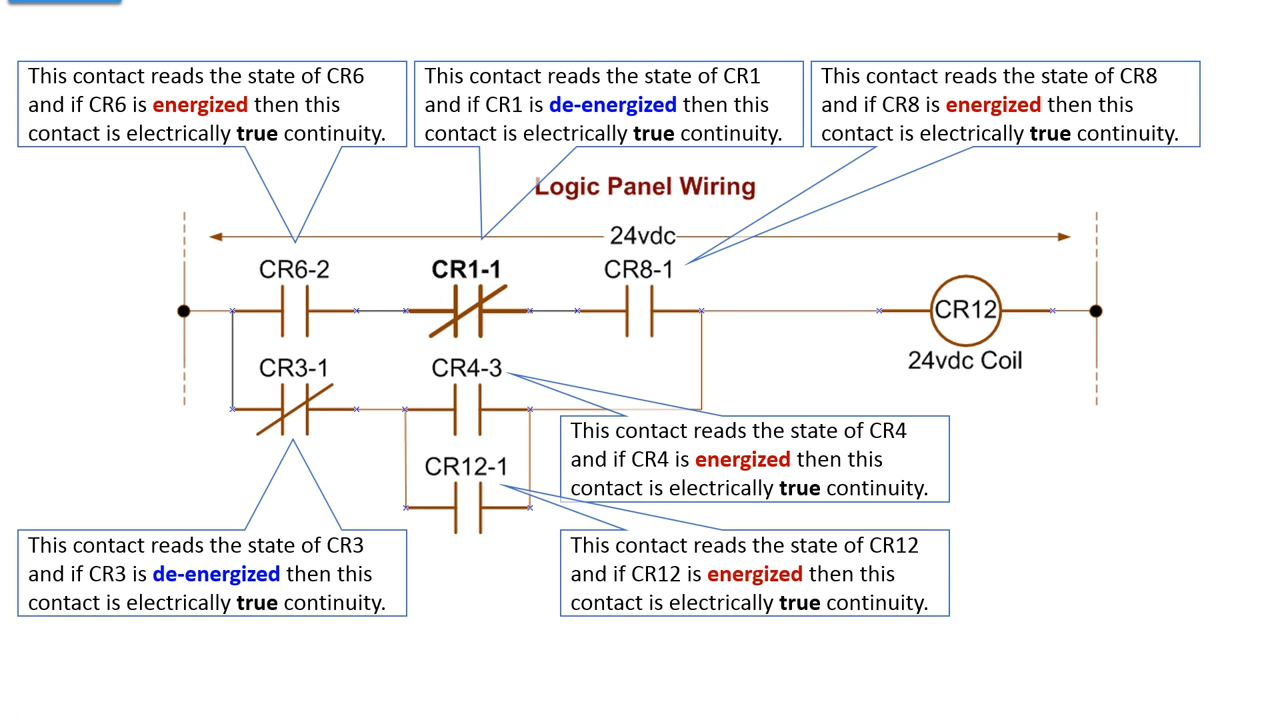 This contact reads the state of CR6
and if CR6 is energized then this
contact is electrically true continuity.
This contact reads the state of CR1
and if CR1 is de-energized then this
contact is electrically true continuity.
This contact reads the state of CR8
and if CR8 is energized then this
contact is electrically true continuity.
Logic Panel Wiring
24vdc
CR6-2
CR1-1
CR8-1
CR12
24vdc Coil
CR3-1
CR4-3
CR12-1
This contact reads the state of CR4
and if CR4 is energized then this
contact is electrically true continuity.
This contact reads the state of CR3
and if CR3 is de-energized then this
contact is electrically true continuity.
This contact reads the state of CR12
and if CR12 is energized then this
contact is electrically true continuity.